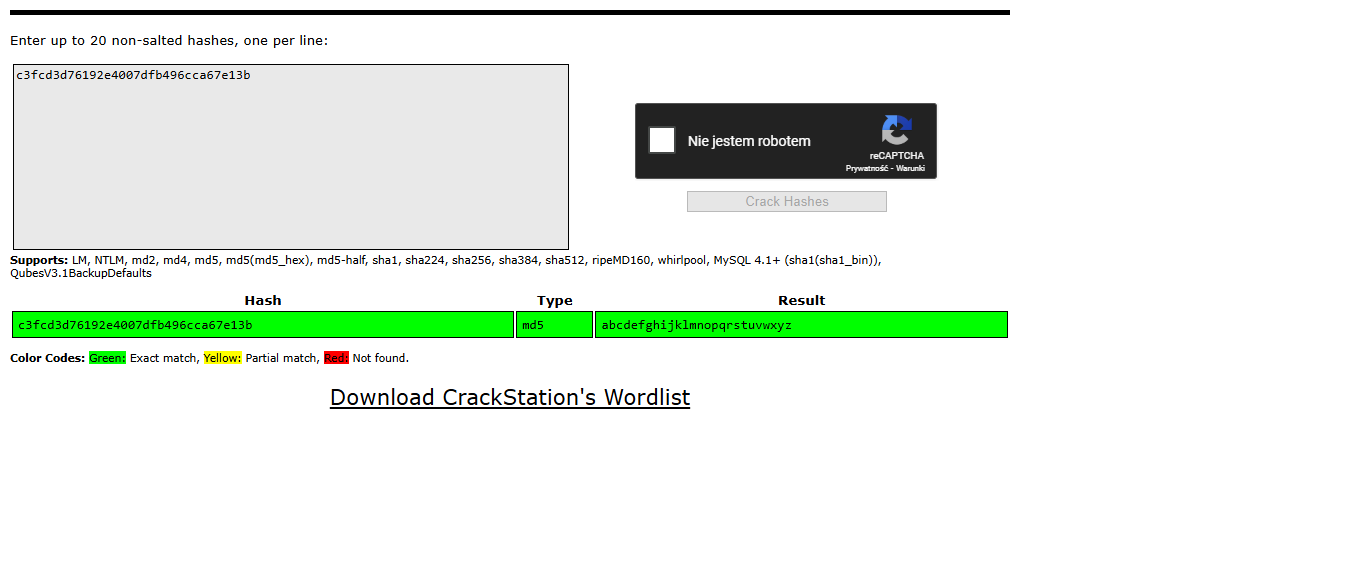 Enter up to 20 non-salted hashes, one per line:
c3fcd3d76192e4007dfb496cca67e13b
Nie jestem robotem
reCAPTCHA
Prywatność - Warunki
Crack Hashes
Supports: LM, NTLM, md2, md4, md5, md5(md5_hex), md5-half, sha1, sha224, sha256, sha384, sha512, ripeMD160, whirlpool, MySQL 4.1+ (sha1(sha1_bin)),
QubesV3.1BackupDefaults
Hash Type Result
c3fcd3d76192e4007dfb496cca67e13b md5 abcdefghijklmnopqrstuvwxyz
Color Codes: Green: Exact match, Yellow: Partial match, Red: Not found.
Download CrackStation's Wordlist